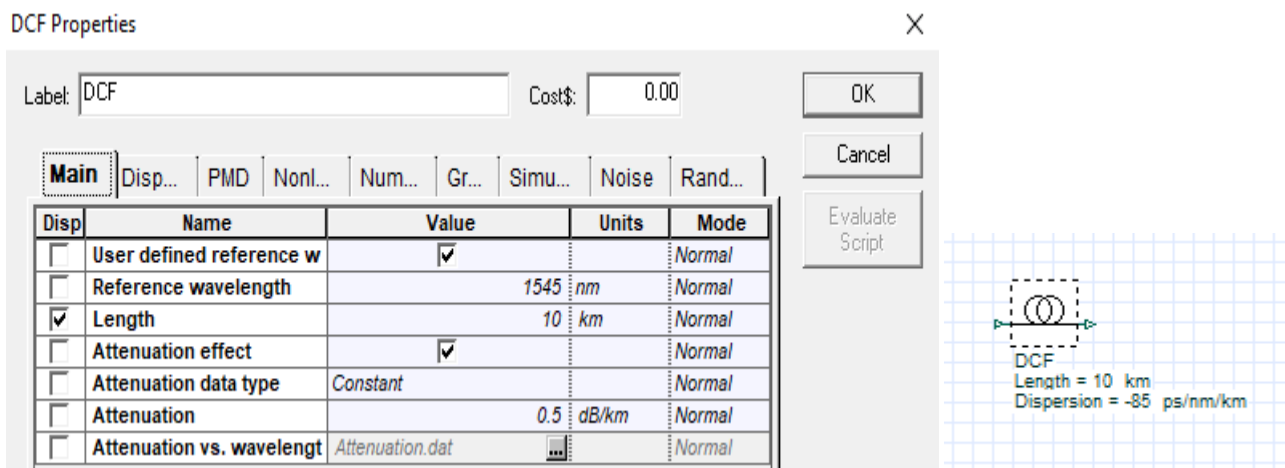 DCF Properties
Label: DCF Cost$: 0.00 OK
Cancel
Evaluate Script
Main Disp... PMD Nonl... Num... Gr... Simu... Noise Rand...
Disp Name Value Units Mode
User defined reference w Normal
Reference wavelength 1545 nm Normal
Length 10 km Normal
Attenuation effect Normal
Attenuation data type Constant Normal
Attenuation 0.5 dB/km Normal
Attenuation vs. wavelengt Attenuation.dat ... Normal
DCF
Length = 10 km
Dispersion = -85 ps/nm/km